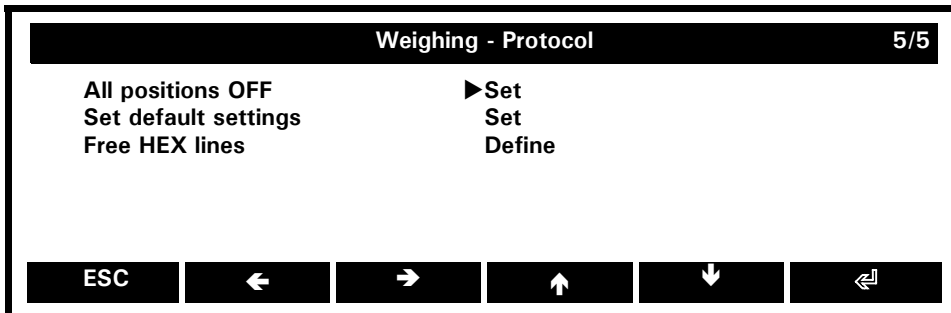 Weighing - Protocol 5/5
All positions OFF ▶Set
Set default settings Set
Free HEX lines Define
ESC ← → ↑ ↓ ↵